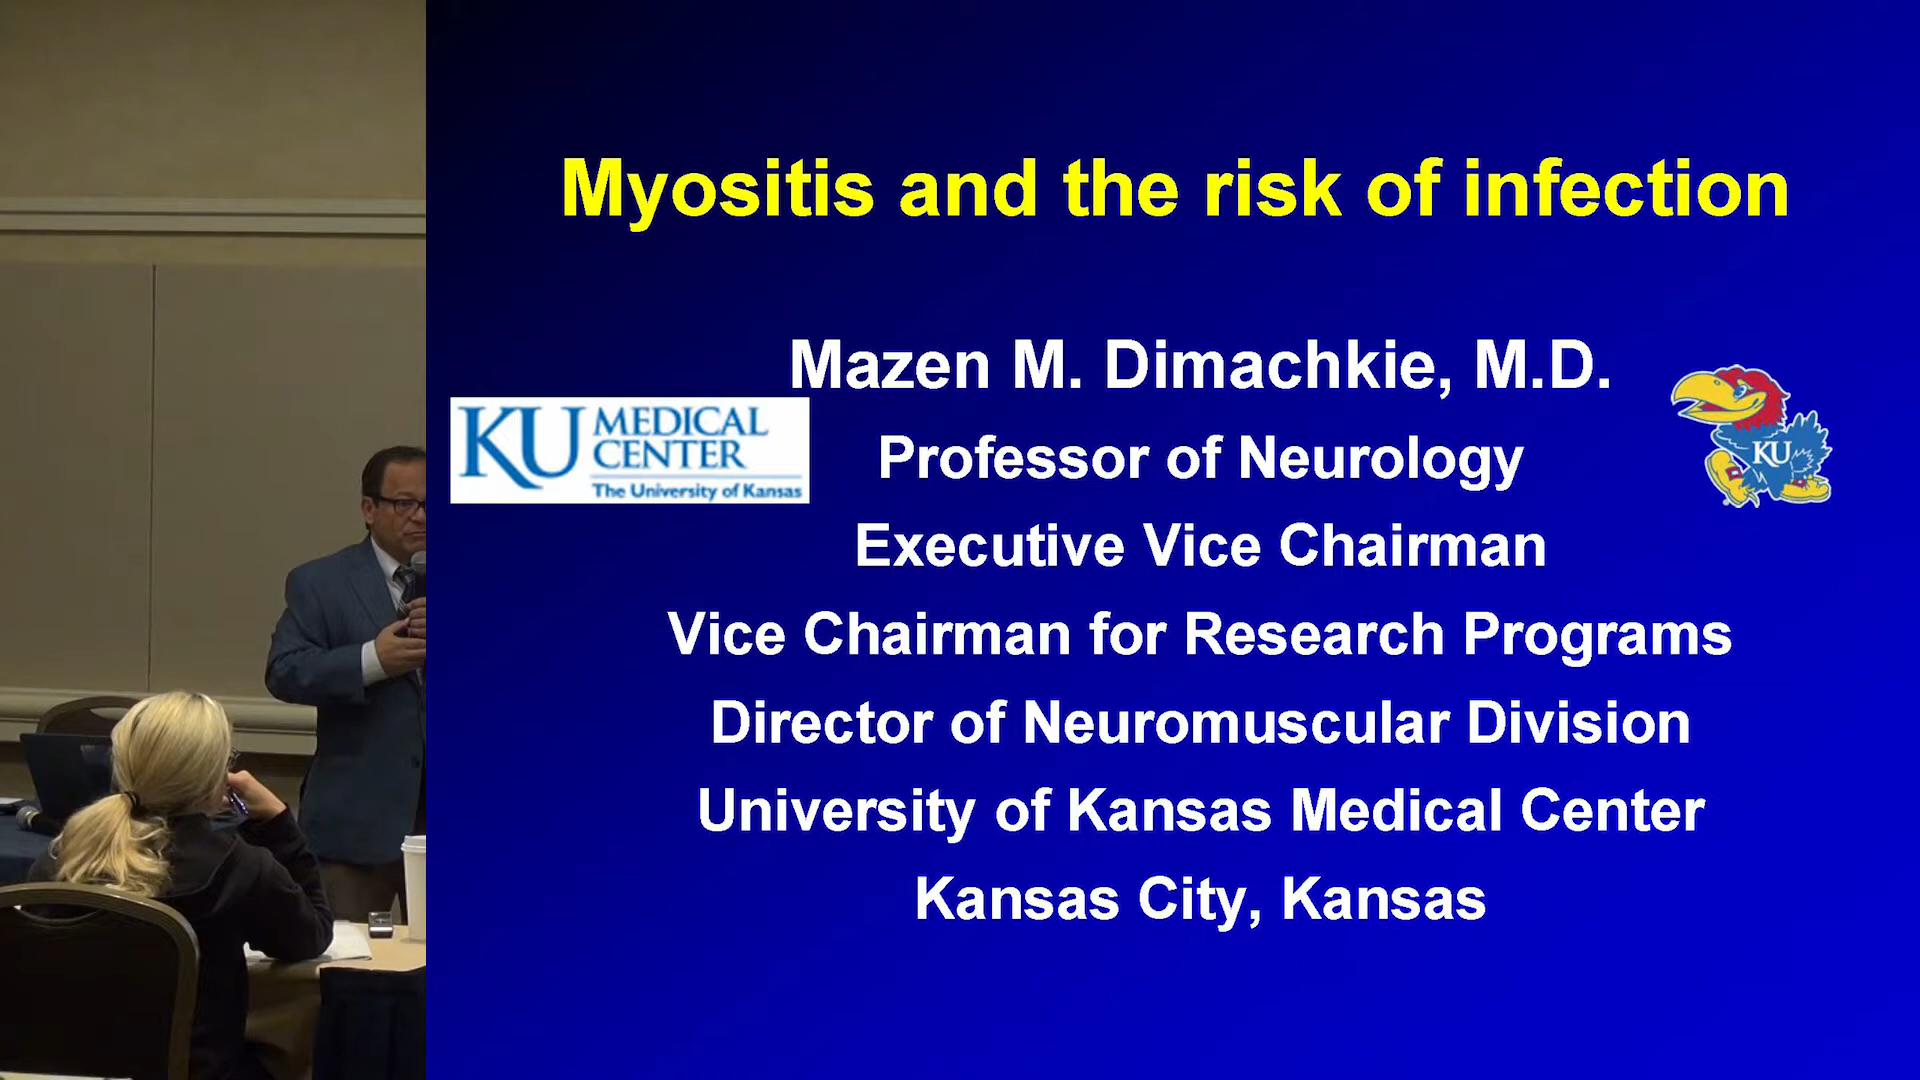 Myositis and the risk of infection
Mazen M. Dimachkie, M.D.
KU MEDICAL CENTER
The University of Kansas
Professor of Neurology
KU
Executive Vice Chairman
Vice Chairman for Research Programs
Director of Neuromuscular Division
University of Kansas Medical Center
Kansas City, Kansas